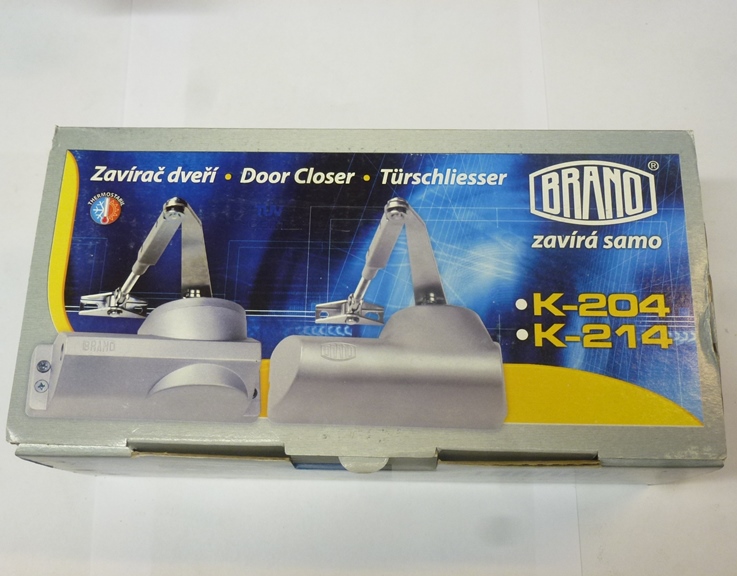 Zavírač dveří • Door Closer • Türschliesser
THERMOSTABIL
BRANO®
zavírá samo
• K-204
• K-214
BRANO
BRANO